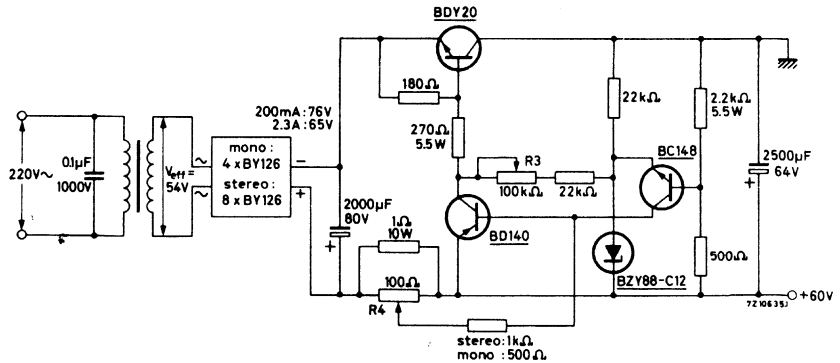 BDY20
180Ω
200mA:76V
2.3A:65V
22kΩ
2.2kΩ
5.5W
270Ω
5.5W
mono:
4 x BY126
stereo:
8 x BY126
~
~
−
+
0.1µF
1000V
220V~
Veff =
54V
R3
100kΩ
22kΩ
BC148
2500µF
64V
+
2000µF
80V
+
1Ω
10W
BD140
500Ω
BZY88-C12
100Ω
R4
7Z10635J
+60V
stereo:1kΩ
mono:500Ω